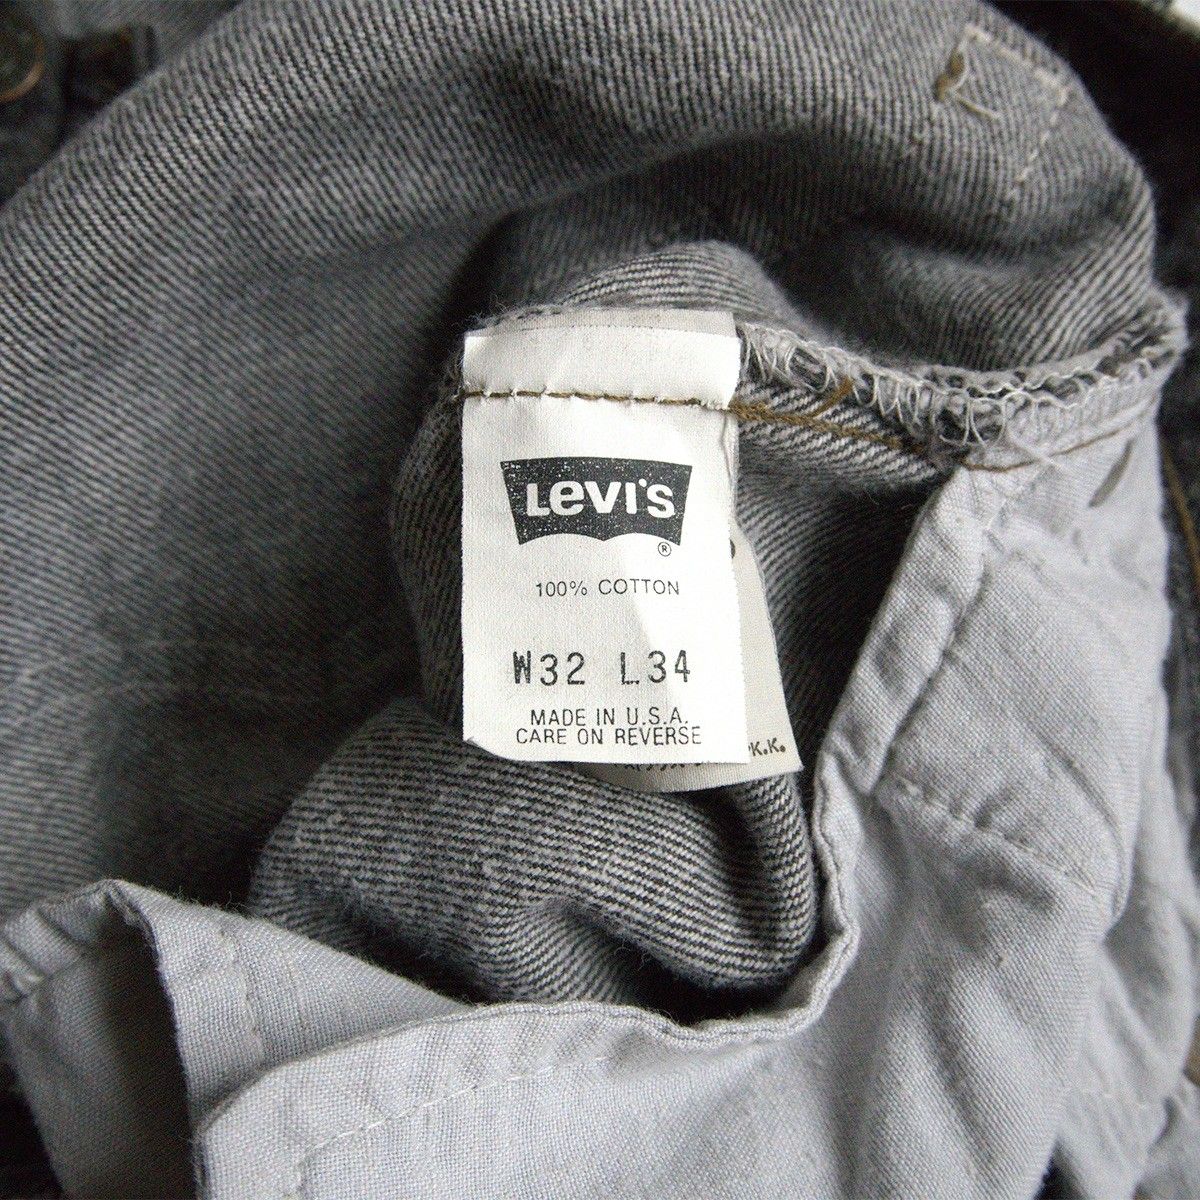 LEVI'S
®
100% COTTON
W32 L34
MADE IN U.S.A.
CARE ON REVERSE
K.K.